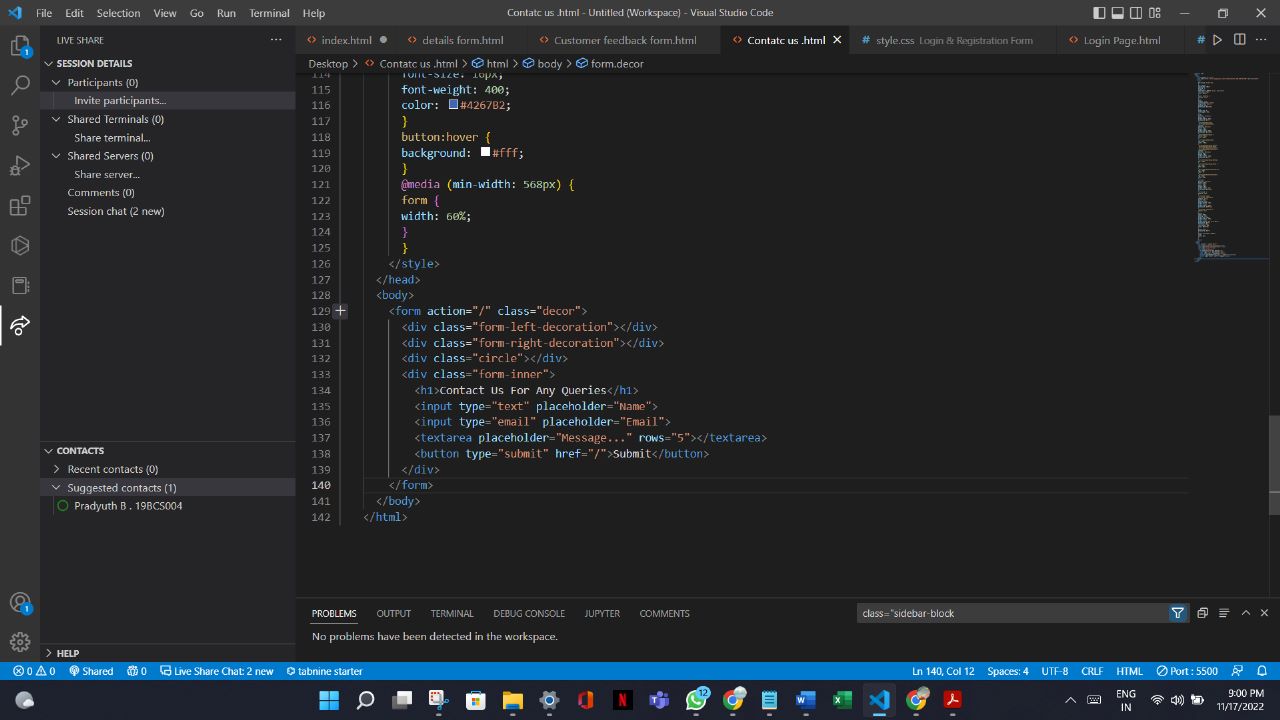 File Edit Selection View Go Run Terminal Help
Contatc us .html - Untitled (Workspace) - Visual Studio Code
LIVE SHARE
index.html
details form.html
Customer feedback form.html
Contatc us .html
style.css Login & Registration Form
Login Page.html
Desktop > Contatc us .html > html > body > form.decor
1
SESSION DETAILS
Participants (0)
Invite participants...
Shared Terminals (0)
Share terminal...
Shared Servers (0)
Share server...
Comments (0)
Session chat (2 new)
CONTACTS
Recent contacts (0)
Suggested contacts (1)
Pradyuth B . 19BCS004
1
HELP
114 font-size: 16px;
115 font-weight: 400;
116 color: #4267B2;
117 }
118 button:hover {
119 background: #fff;
120 }
121 @media (min-width: 568px) {
122 form {
123 width: 60%;
124 }
125 }
126 </style>
127 </head>
128 <body>
129 <form action="/" class="decor">
130 <div class="form-left-decoration"></div>
131 <div class="form-right-decoration"></div>
132 <div class="circle"></div>
133 <div class="form-inner">
134 <h1>Contact Us For Any Queries</h1>
135 <input type="text" placeholder="Name">
136 <input type="email" placeholder="Email">
137 <textarea placeholder="Message..." rows="5"></textarea>
138 <button type="submit" href="/">Submit</button>
139 </div>
140 </form>
141 </body>
142 </html>
PROBLEMS OUTPUT TERMINAL DEBUG CONSOLE JUPYTER COMMENTS
class="sidebar-block
No problems have been detected in the workspace.
0 0 Shared 0 Live Share Chat: 2 new tabnine starter
Ln 140, Col 12 Spaces: 4 UTF-8 CRLF HTML Port : 5500
12
ENG
IN
9:00 PM
11/17/2022